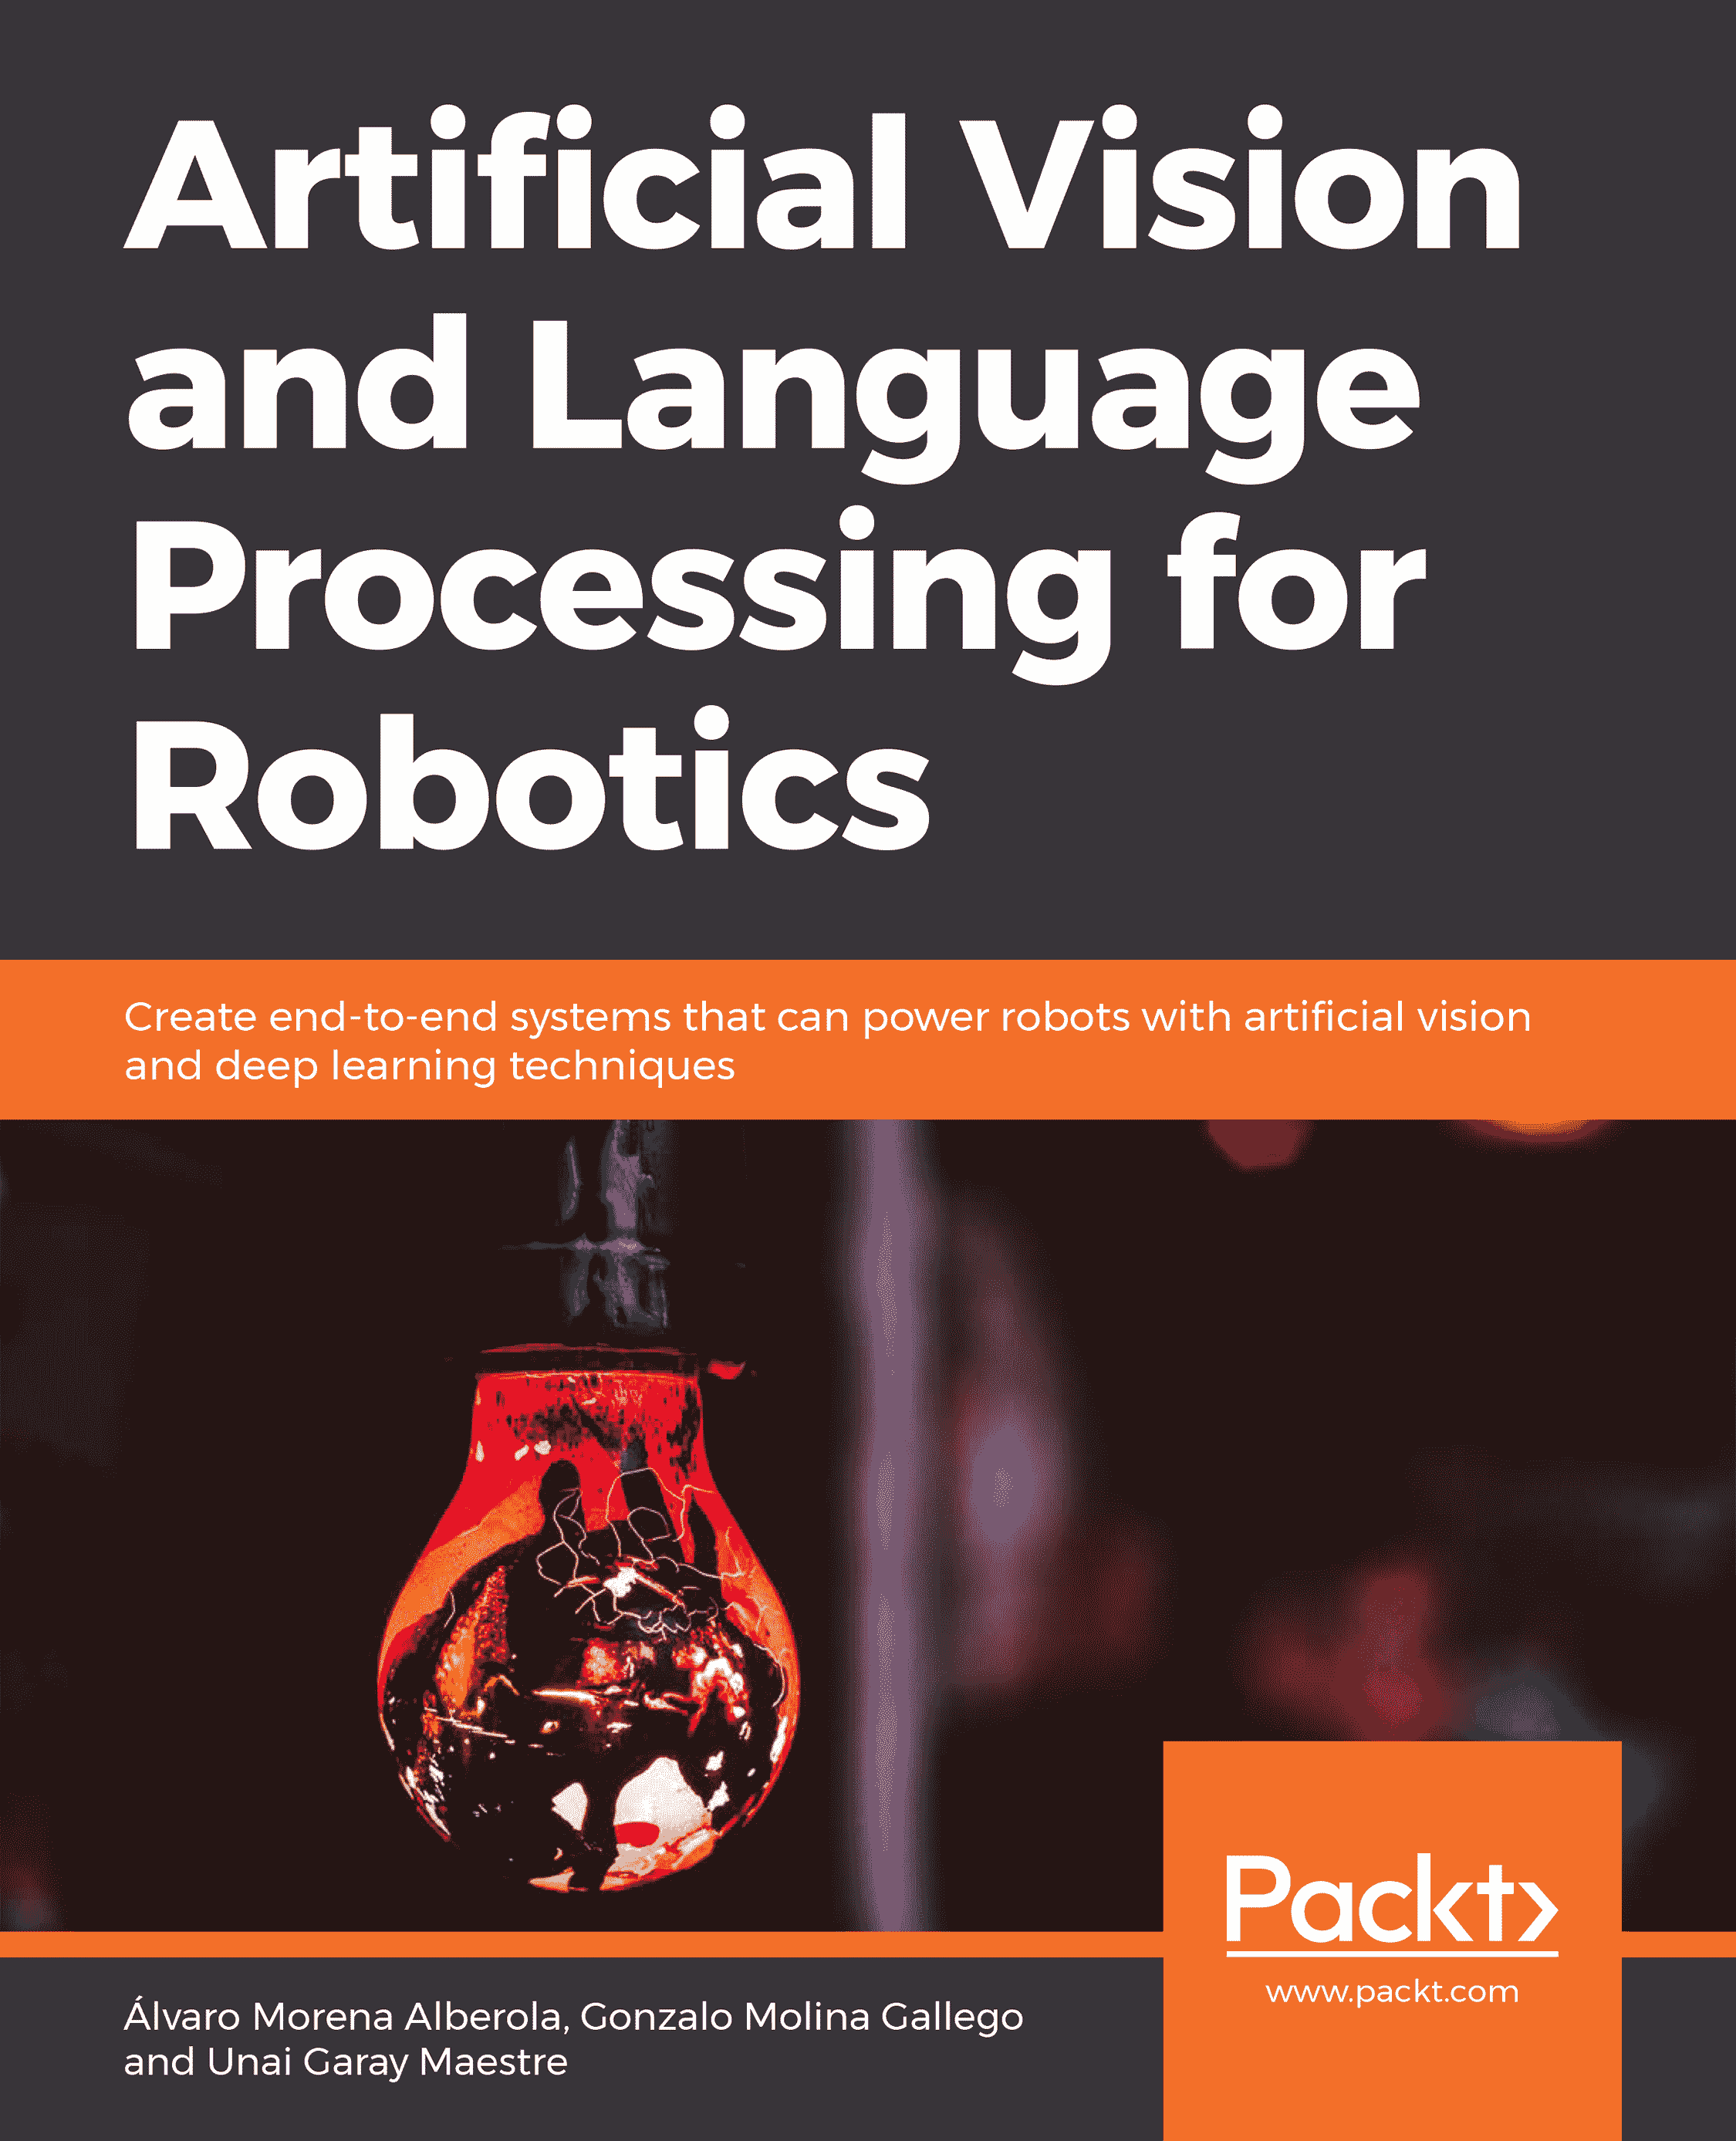 Artificial Vision
and Language
Processing for
Robotics
Create end-to-end systems that can power robots with artificial vision
and deep learning techniques
Packt>
www.packt.com
Álvaro Morena Alberola, Gonzalo Molina Gallego
and Unai Garay Maestre